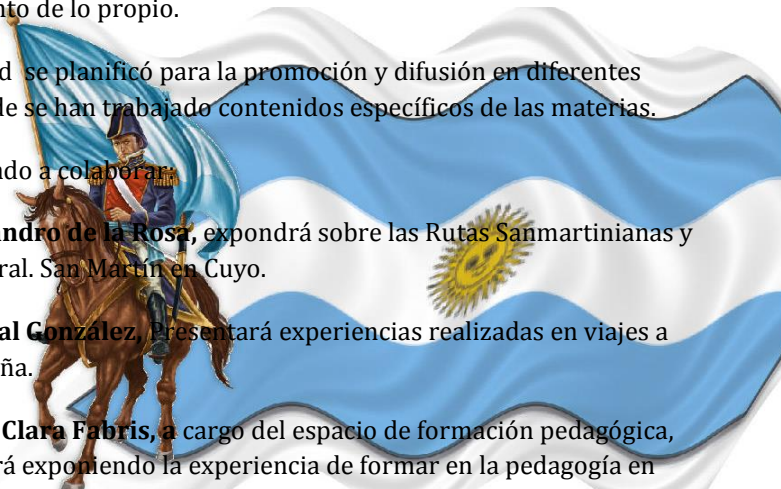 nto de lo propio.
d se planificó para la promoción y difusión en diferentes
de se han trabajado contenidos específicos de las materias.
ado a colaborar:
ndro de la Rosa, expondrá sobre las Rutas Sanmartinianas y
ral. San Martín en Cuyo.
al González, Presentará experiencias realizadas en viajes a
ña.
Clara Fabris, a cargo del espacio de formación pedagógica,
rá exponiendo la experiencia de formar en la pedagogía en